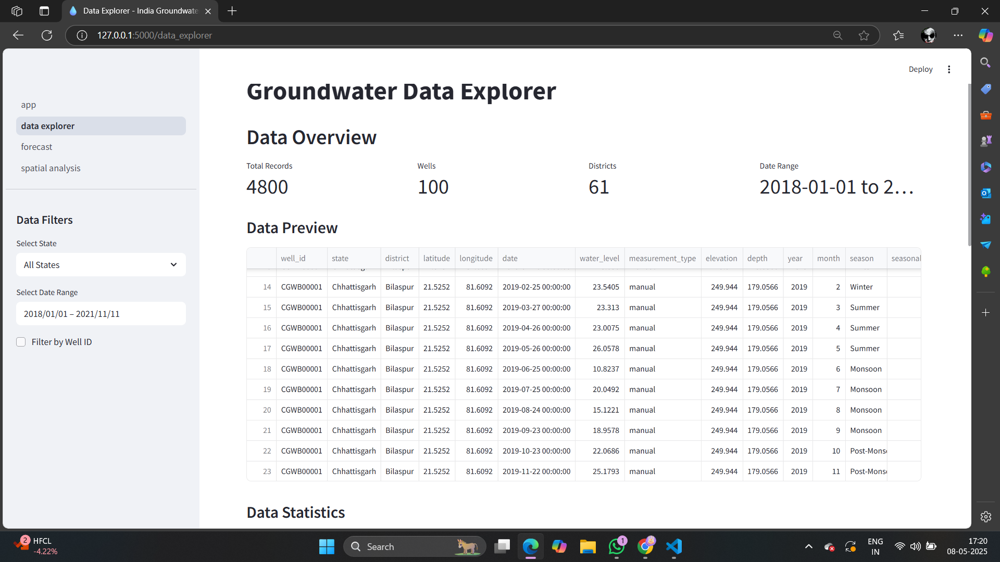 Data Explorer - India Groundwate
127.0.0.1:5000/data_explorer
Deploy
app
data explorer
forecast
spatial analysis
Data Filters
Select State
All States
Select Date Range
2018/01/01 – 2021/11/11
Filter by Well ID
Groundwater Data Explorer
Data Overview
Total Records Wells Districts Date Range
4800 100 61 2018-01-01 to 2…
Data Preview
well_id state district latitude longitude date water_level measurement_type elevation depth year month season seasonal
14 CGWB00001 Chhattisgarh Bilaspur 21.5252 81.6092 2019-02-25 00:00:00 23.5405 manual 249.944 179.0566 2019 2 Winter
15 CGWB00001 Chhattisgarh Bilaspur 21.5252 81.6092 2019-03-27 00:00:00 23.313 manual 249.944 179.0566 2019 3 Summer
16 CGWB00001 Chhattisgarh Bilaspur 21.5252 81.6092 2019-04-26 00:00:00 23.0075 manual 249.944 179.0566 2019 4 Summer
17 CGWB00001 Chhattisgarh Bilaspur 21.5252 81.6092 2019-05-26 00:00:00 26.0578 manual 249.944 179.0566 2019 5 Summer
18 CGWB00001 Chhattisgarh Bilaspur 21.5252 81.6092 2019-06-25 00:00:00 10.8237 manual 249.944 179.0566 2019 6 Monsoon
19 CGWB00001 Chhattisgarh Bilaspur 21.5252 81.6092 2019-07-25 00:00:00 20.0492 manual 249.944 179.0566 2019 7 Monsoon
20 CGWB00001 Chhattisgarh Bilaspur 21.5252 81.6092 2019-08-24 00:00:00 15.1221 manual 249.944 179.0566 2019 8 Monsoon
21 CGWB00001 Chhattisgarh Bilaspur 21.5252 81.6092 2019-09-23 00:00:00 18.9578 manual 249.944 179.0566 2019 9 Monsoon
22 CGWB00001 Chhattisgarh Bilaspur 21.5252 81.6092 2019-10-23 00:00:00 22.0686 manual 249.944 179.0566 2019 10 Post-Mons
23 CGWB00001 Chhattisgarh Bilaspur 21.5252 81.6092 2019-11-22 00:00:00 25.1793 manual 249.944 179.0566 2019 11 Post-Mons
Data Statistics
2 HFCL
-4.22%
Search
1
ENG
IN
17:20
08-05-2025